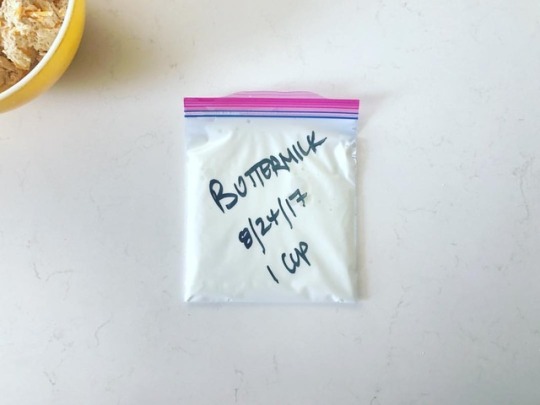 BUTTERMILK
8/24/17
1 CUP